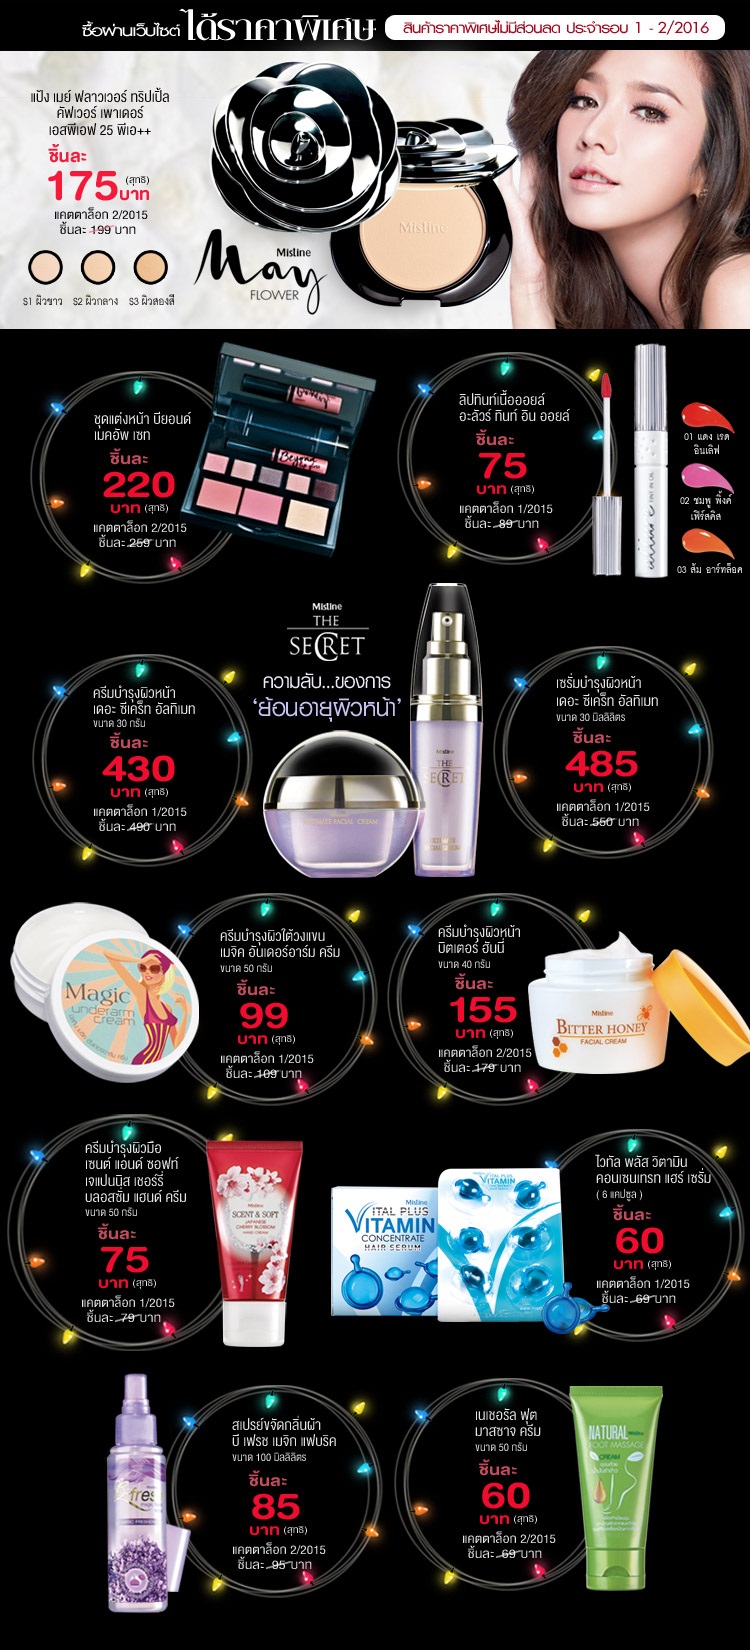 ซื้อผ่านเว็บไซต์ ได้ราคาพิเศษ สินค้าราคาพิเศษไม่มีส่วนลด ประจำรอบ 1 - 2/2016
แป้ง เมย์ ฟลาวเวอร์ ทริปเปิ้ล
คัฟเวอร์ เพาเดอร์
เอสพีเอฟ 25 พีเอ++
ชิ้นละ
175 บาท (สุทธิ)
แคตตาล็อก 2/2015
ชิ้นละ 199 บาท
S1 ผิวขาว S2 ผิวกลาง S3 ผิวสองสี
Mistine
May
FLOWER
Mistine
ชุดแต่งหน้า บียอนด์
เมคอัพ เซท
ชิ้นละ
220
บาท (สุทธิ)
แคตตาล็อก 2/2015
ชิ้นละ 259 บาท
Beyond
ลิปทินท์เนื้อออยล์
อะลัวร์ ทินท์ อิน ออยล์
ชิ้นละ
75
บาท (สุทธิ)
แคตตาล็อก 1/2015
ชิ้นละ 89 บาท
allure
TINT IN OIL
01 แดง เรด
อินเลิฟ
02 ชมพู พิ้งค์
เฟิร์สคิส
03 ส้ม อาร์ทล็อค
Mistine
THE
SECRET
ความลับ...ของการ
‘ย้อนอายุผิวหน้า’
ครีมบำรุงผิวหน้า
เดอะ ซีเคร็ท อัลทิเมท
ขนาด 30 กรัม
ชิ้นละ
430
บาท (สุทธิ)
แคตตาล็อก 1/2015
ชิ้นละ 490 บาท
ULTIMATE FACIAL CREAM
Mistine
THE
SECRET
เซรั่มบำรุงผิวหน้า
เดอะ ซีเคร็ท อัลทิเมท
ขนาด 30 มิลลิลิตร
ชิ้นละ
485
บาท (สุทธิ)
แคตตาล็อก 1/2015
ชิ้นละ 550 บาท
Magic
underarm
cream
ครีมบำรุงผิวใต้วงแขน
เมจิค อันเดอร์อาร์ม ครีม
ขนาด 50 กรัม
ชิ้นละ
99
บาท (สุทธิ)
แคตตาล็อก 1/2015
ชิ้นละ 109 บาท
ครีมบำรุงผิวหน้า
บิตเตอร์ ฮันนี่
ขนาด 40 กรัม
ชิ้นละ
155
บาท (สุทธิ)
แคตตาล็อก 2/2015
ชิ้นละ 179 บาท
Mistine
BITTER HONEY
FACIAL CREAM
ครีมบำรุงผิวมือ
เซนต์ แอนด์ ซอฟท์
เจแปนนิส เชอร์รี่
บลอสซั่ม แฮนด์ ครีม
ขนาด 50 กรัม
ชิ้นละ
75
บาท (สุทธิ)
แคตตาล็อก 1/2015
ชิ้นละ 79 บาท
Mistine
SCENT & SOFT
JAPANESE
CHERRY BLOSSOM
HAND CREAM
Mistine
VITAL PLUS
VITAMIN
CONCENTRATE
HAIR SERUM
VITAL PLUS
VITAMIN
ไวทัล พลัส วิตามิน
คอนเซนเทรท แฮร์ เซรั่ม
( 6 แคปซูล )
ชิ้นละ
60
บาท (สุทธิ)
แคตตาล็อก 1/2015
ชิ้นละ 69 บาท
fresh
สเปรย์ขจัดกลิ่นผ้า
บี เฟรช เมจิก แฟบริค
ขนาด 100 มิลลิลิตร
ชิ้นละ
85
บาท (สุทธิ)
แคตตาล็อก 2/2015
ชิ้นละ 95 บาท
เนเชอรัล ฟุต
มาสซาจ ครีม
ขนาด 50 กรัม
ชิ้นละ
60
บาท (สุทธิ)
แคตตาล็อก 2/2015
ชิ้นละ 69 บาท
NATURAL Mistine
FOOT MASSAGE
CREAM